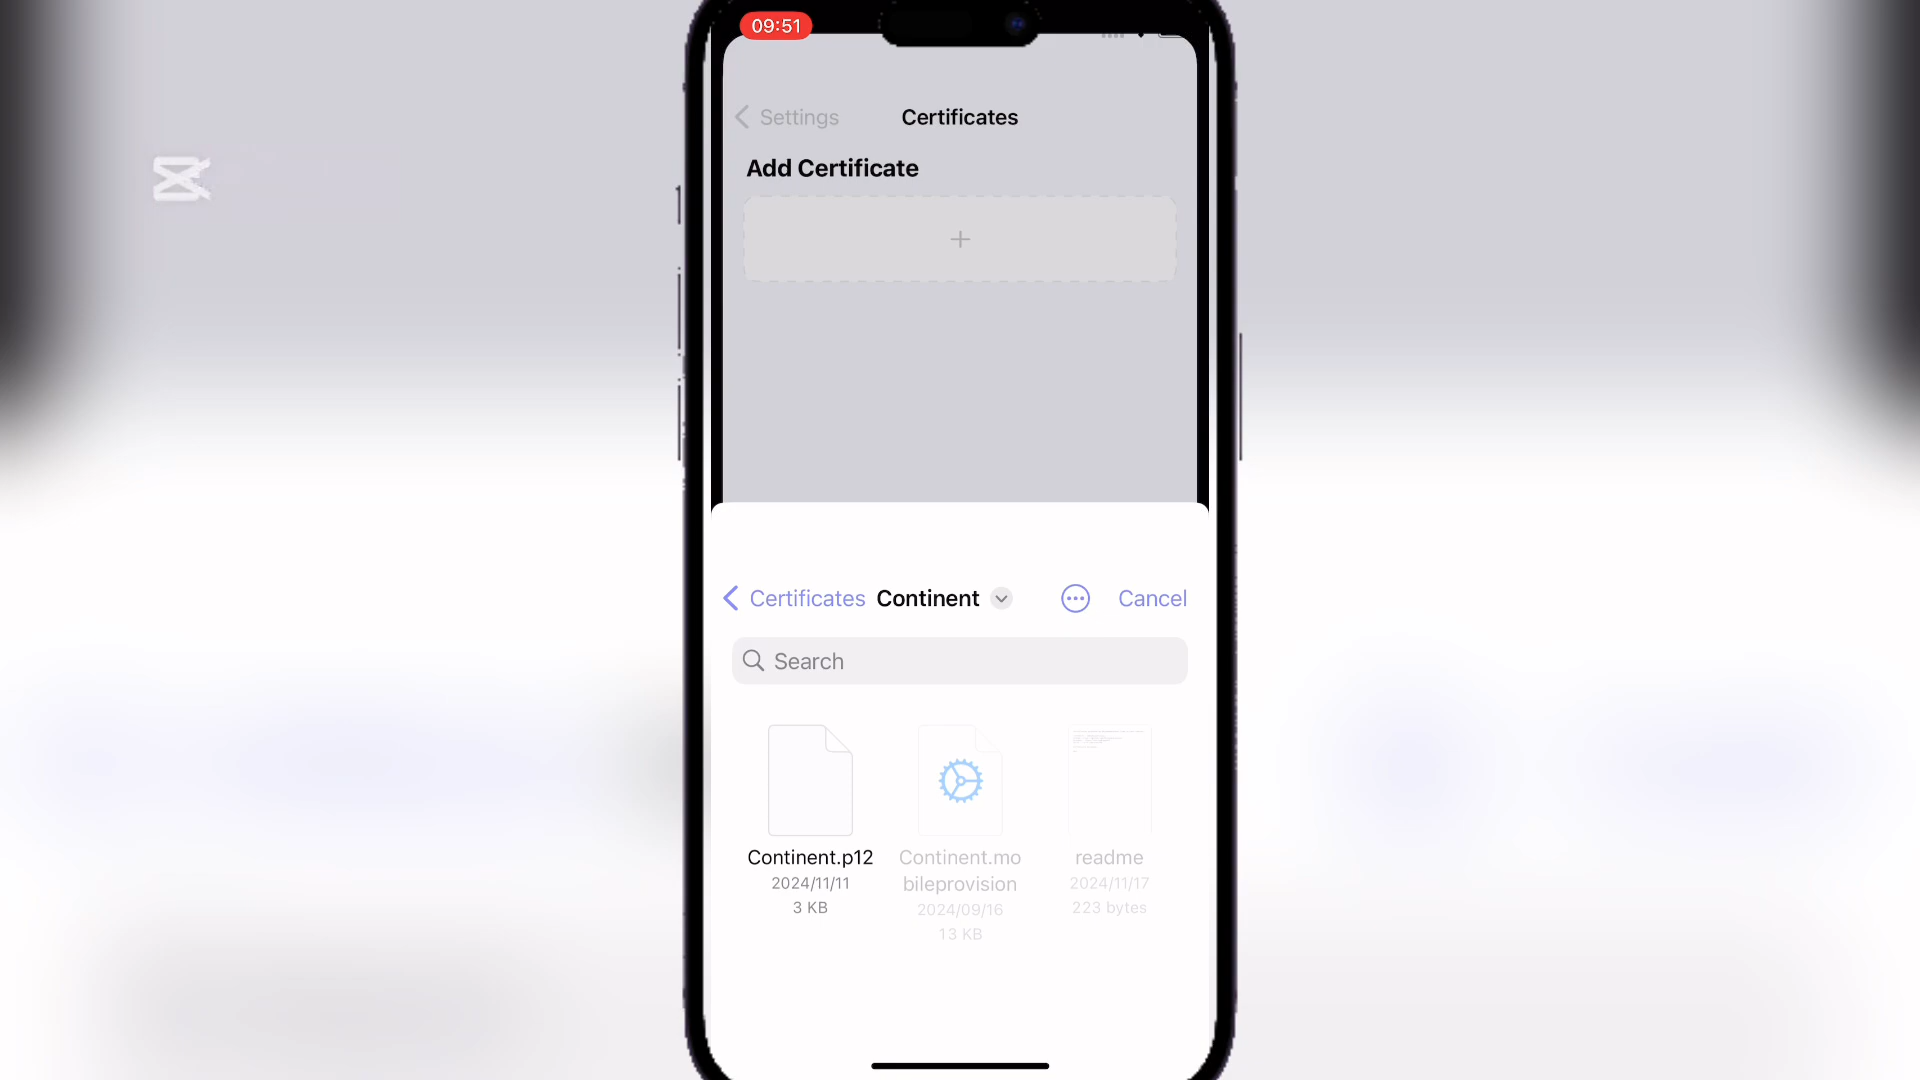 09:51
Settings
Certificates
Add Certificate
Certificates
Continent
Cancel
Search
Continent.p12
2024/11/11
3 KB
Continent.mo
bileprovision
2024/09/16
13 KB
readme
2024/11/17
223 bytes